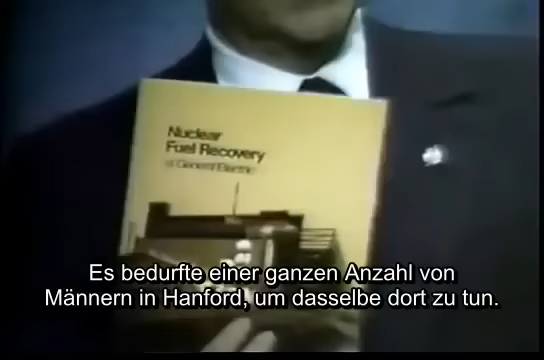 Nuclear
Fuel Recovery
at General Electric
Es bedurfte einer ganzen Anzahl von
Männern in Hanford, um dasselbe dort zu tun.